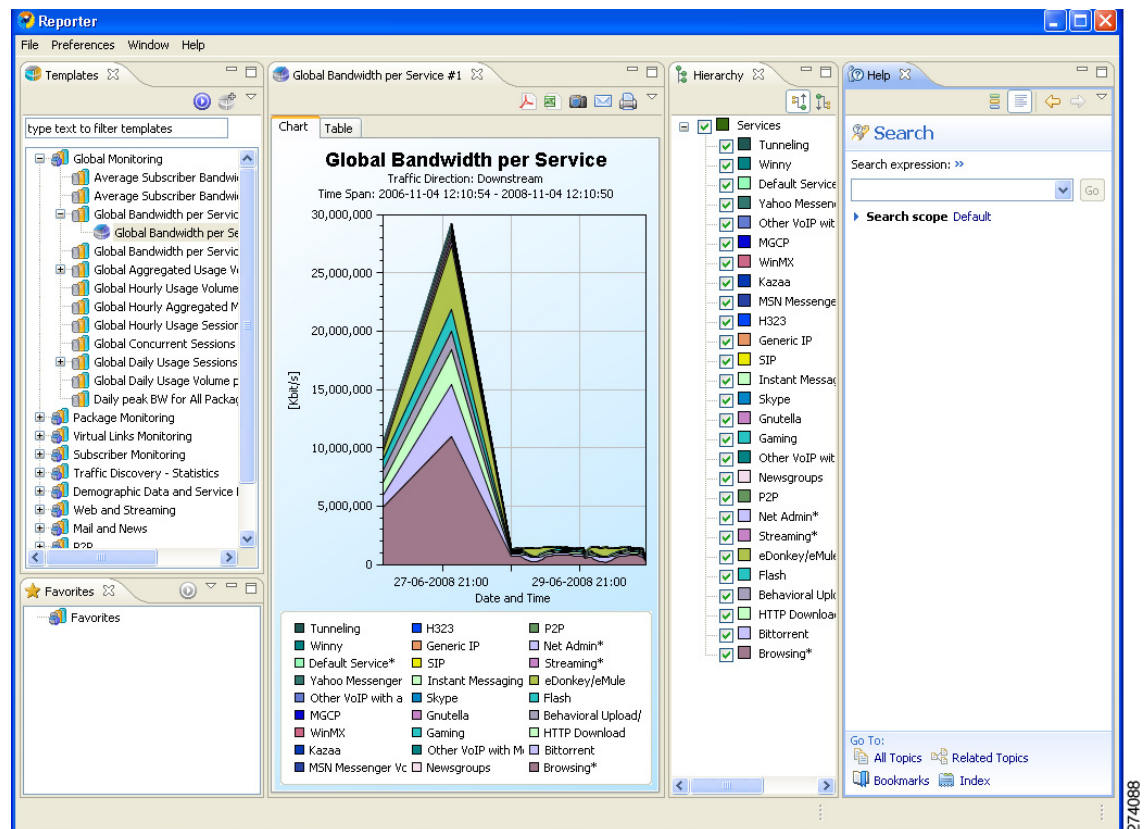 Reporter
File Preferences Window Help
Templates
type text to filter templates
Global Monitoring
Average Subscriber Bandwi
Average Subscriber Bandwi
Global Bandwidth per Servic
Global Bandwidth per Se
Global Bandwidth per Servic
Global Aggregated Usage V
Global Hourly Usage Volume
Global Hourly Aggregated M
Global Hourly Usage Session
Global Concurrent Sessions
Global Daily Usage Sessions
Global Daily Usage Volume p
Daily peak BW for All Packag
Package Monitoring
Virtual Links Monitoring
Subscriber Monitoring
Traffic Discovery - Statistics
Demographic Data and Service
Web and Streaming
Mail and News
P2P
Favorites
Favorites
Global Bandwidth per Service #1
Chart Table
Global Bandwidth per Service
Traffic Direction: Downstream
Time Span: 2006-11-04 12:10:54 - 2008-11-04 12:10:50
30,000,000
25,000,000
20,000,000
15,000,000
10,000,000
5,000,000
0
[Kbit/s]
27-06-2008 21:00 29-06-2008 21:00
Date and Time
Tunneling H323 P2P
Winny Generic IP Net Admin*
Default Service* SIP Streaming*
Yahoo Messenger Instant Messaging eDonkey/eMule
Other VoIP with a Skype Flash
MGCP Gnutella Behavioral Upload/
WinMX Gaming HTTP Download
Kazaa Other VoIP with M Bittorrent
MSN Messenger Vc Newsgroups Browsing*
Hierarchy
Services
Tunneling
Winny
Default Service
Yahoo Messen
Other VoIP wit
MGCP
WinMX
Kazaa
MSN Messenge
H323
Generic IP
SIP
Instant Messag
Skype
Gnutella
Gaming
Other VoIP wit
Newsgroups
P2P
Net Admin*
Streaming*
eDonkey/eMule
Flash
Behavioral Uplo
HTTP Downloa
Bittorrent
Browsing*
Help
Search
Search expression: >>
Go
Search scope Default
Go To:
All Topics Related Topics
Bookmarks Index
274088